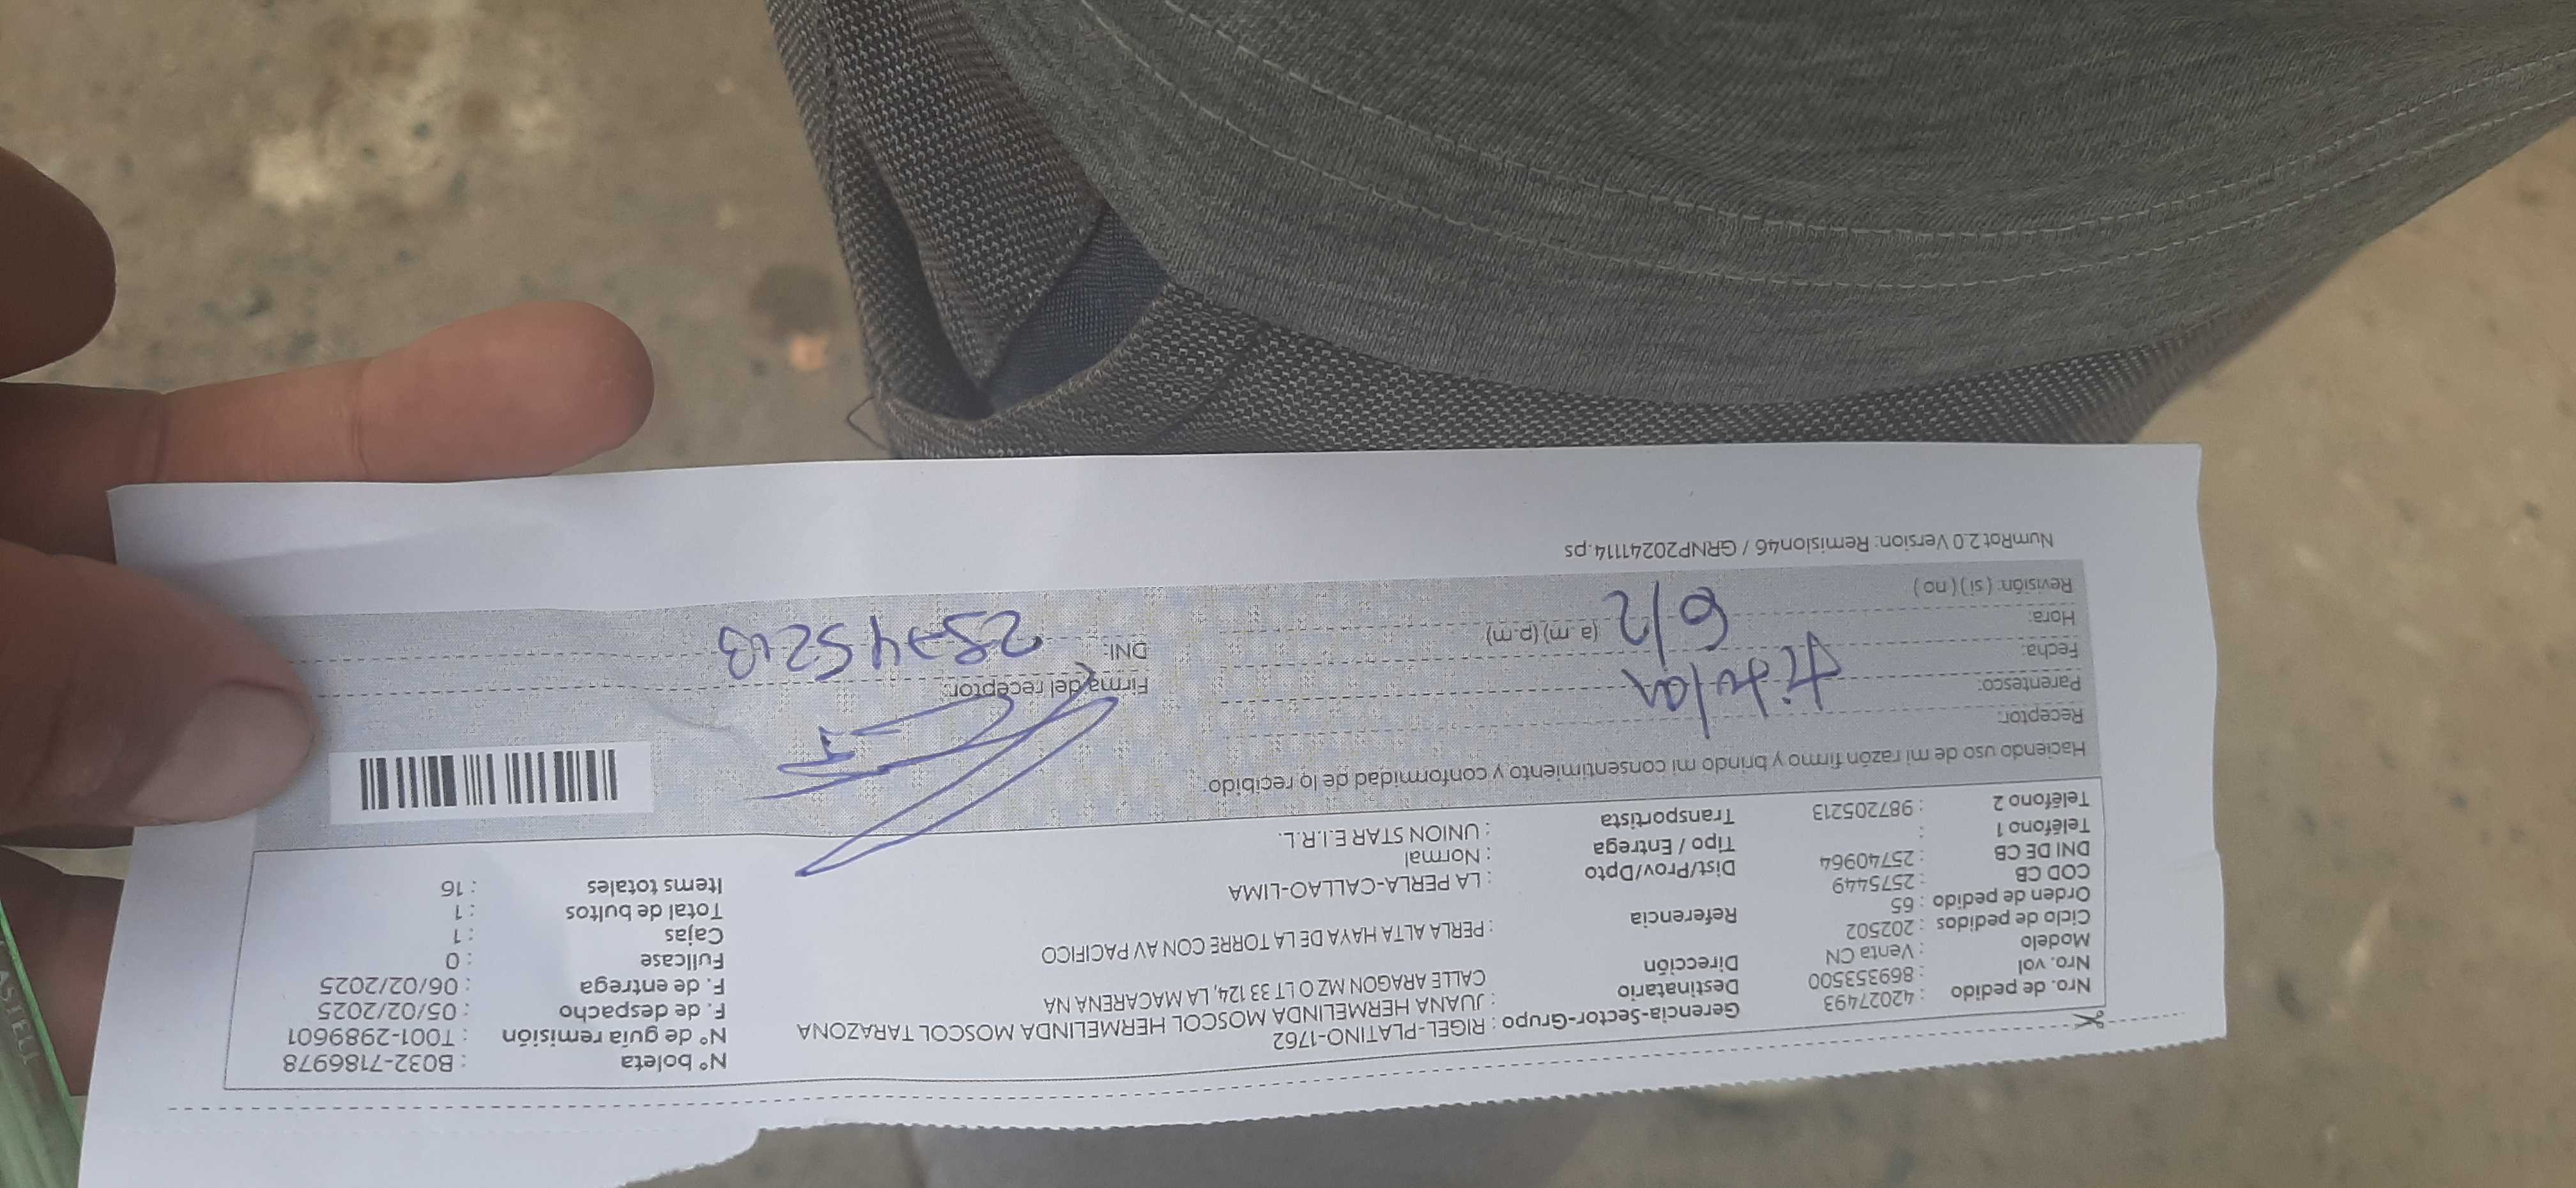 Nro. de pedido : 42027493
Nro. vol : 869353500
Modelo : Venta CN
Ciclo de pedidos : 202502
Orden de pedido : 65
COD CB : 2575449
DNI DE CB : 25740964
Teléfono 1 :
Teléfono 2 : 987205213
Gerencia-Sector-Grupo : RIGEL-PLATINO-1762
Destinatario : JUANA HERMELINDA MOSCOL HERMELINDA MOSCOL TARAZONA
Dirección CALLE ARAGON MZ O LT 33 124, LA MACARENA NA
Referencia : PERLA ALTA HAYA DE LA TORRE CON AV PACIFICO
Dist/Prov/Dpto : LA PERLA-CALLAO-LIMA
Tipo / Entrega : Normal
Transportista : UNION STAR E.I.R.L.
N° boleta : B032-7186978
N° de guía remisión : T001-2989601
F. de despacho : 05/02/2025
F. de entrega : 06/02/2025
Fullcase : 0
Cajas : 1
Total de bultos : 1
Items totales : 16
Haciendo uso de mi razón firmo y brindo mi consentimiento y conformidad de lo recibido:
Receptor:
Parentesco: titular
Fecha: 6/2
Hora: (a.m) (p.m)
Revisión: ( si ) ( no )
Firma del receptor:
DNI:
NumRot 2.0 Version: Remision46 / GRNP20241114.ps